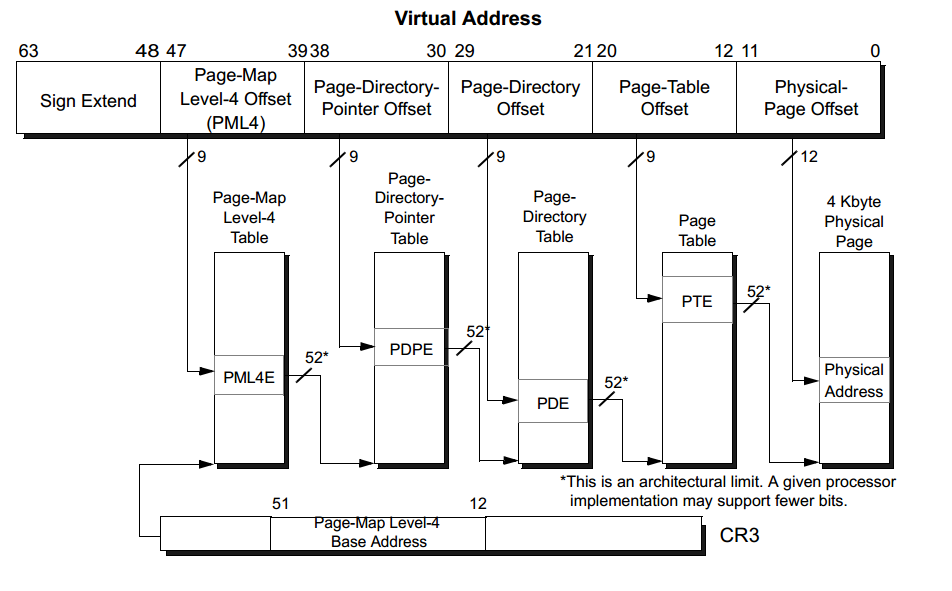 Virtual Address
63 48 47 39 38 30 29 21 20 12 11 0
Sign Extend
Page-Map
Level-4 Offset
(PML4)
Page-Directory-
Pointer Offset
Page-Directory
Offset
Page-Table
Offset
Physical-
Page Offset
9 9 9 9 12
Page-Map
Level-4
Table
Page-
Directory-
Pointer
Table
Page-
Directory
Table
Page
Table
4 Kbyte
Physical
Page
PML4E
52*
PDPE
52*
PDE
52*
PTE
52*
Physical
Address
*This is an architectural limit. A given processor
implementation may support fewer bits.
51 12
Page-Map Level-4
Base Address
CR3